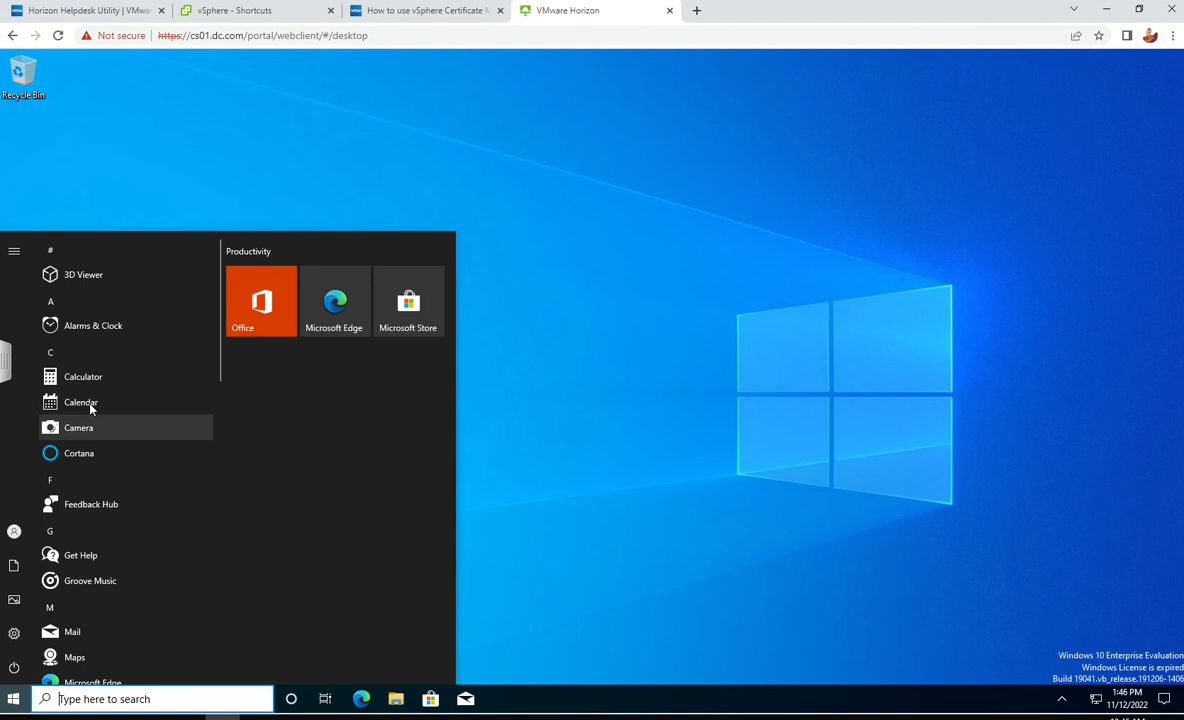 Horizon Helpdesk Utility | VMwa
vSphere - Shortcuts
How to use vSphere Certificate M
VMware Horizon
Not secure
https://cs01.dc.com/portal/webclient/#/desktop
Recycle Bin
#
3D Viewer
A
Alarms & Clock
C
Calculator
Calendar
Camera
Cortana
F
Feedback Hub
G
Get Help
Groove Music
M
Mail
Maps
Microsoft Edge
Productivity
Office
Microsoft Edge
Microsoft Store
Windows 10 Enterprise Evaluation
Windows License is expired
Build 19041.vb_release.191206-1406
Type here to search
1:46 PM
11/12/2022